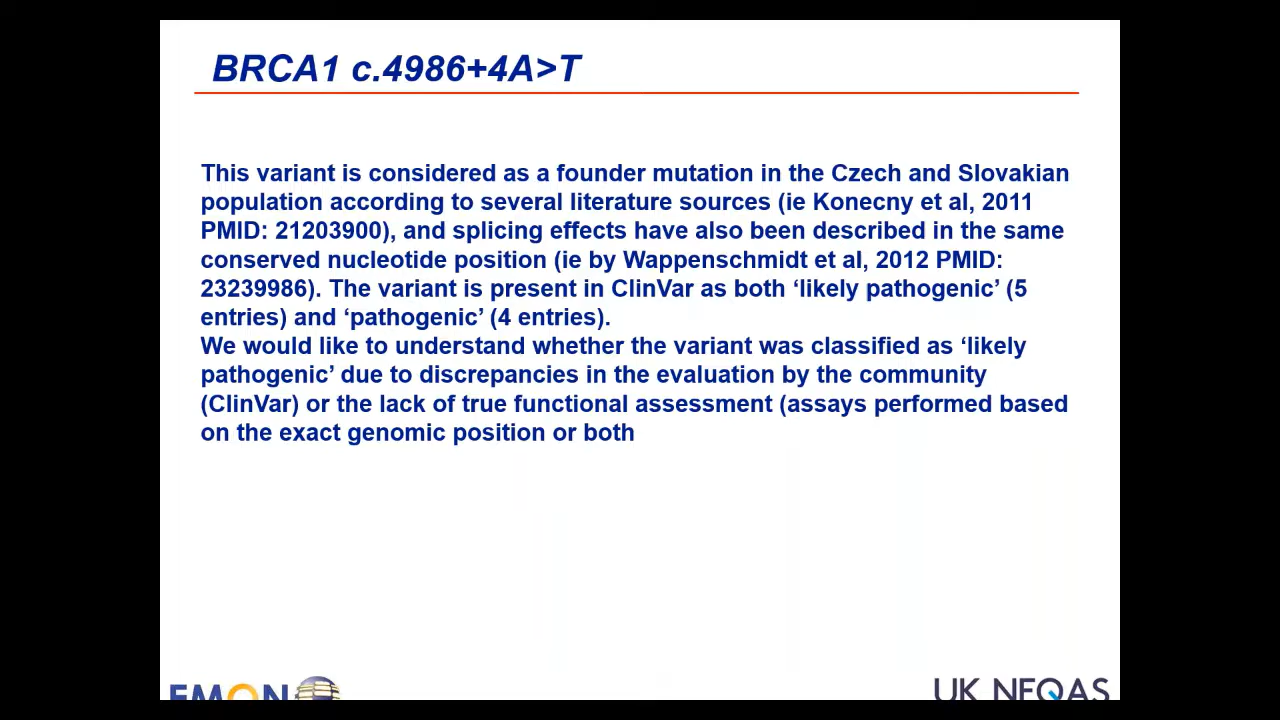 BRCA1 c.4986+4A>T
This variant is considered as a founder mutation in the Czech and Slovakian
population according to several literature sources (ie Konecny et al, 2011
PMID: 21203900), and splicing effects have also been described in the same
conserved nucleotide position (ie by Wappenschmidt et al, 2012 PMID:
23239986). The variant is present in ClinVar as both ‘likely pathogenic’ (5
entries) and ‘pathogenic’ (4 entries).
We would like to understand whether the variant was classified as ‘likely
pathogenic’ due to discrepancies in the evaluation by the community
(ClinVar) or the lack of true functional assessment (assays performed based
on the exact genomic position or both
EMQN
UK NEQAS